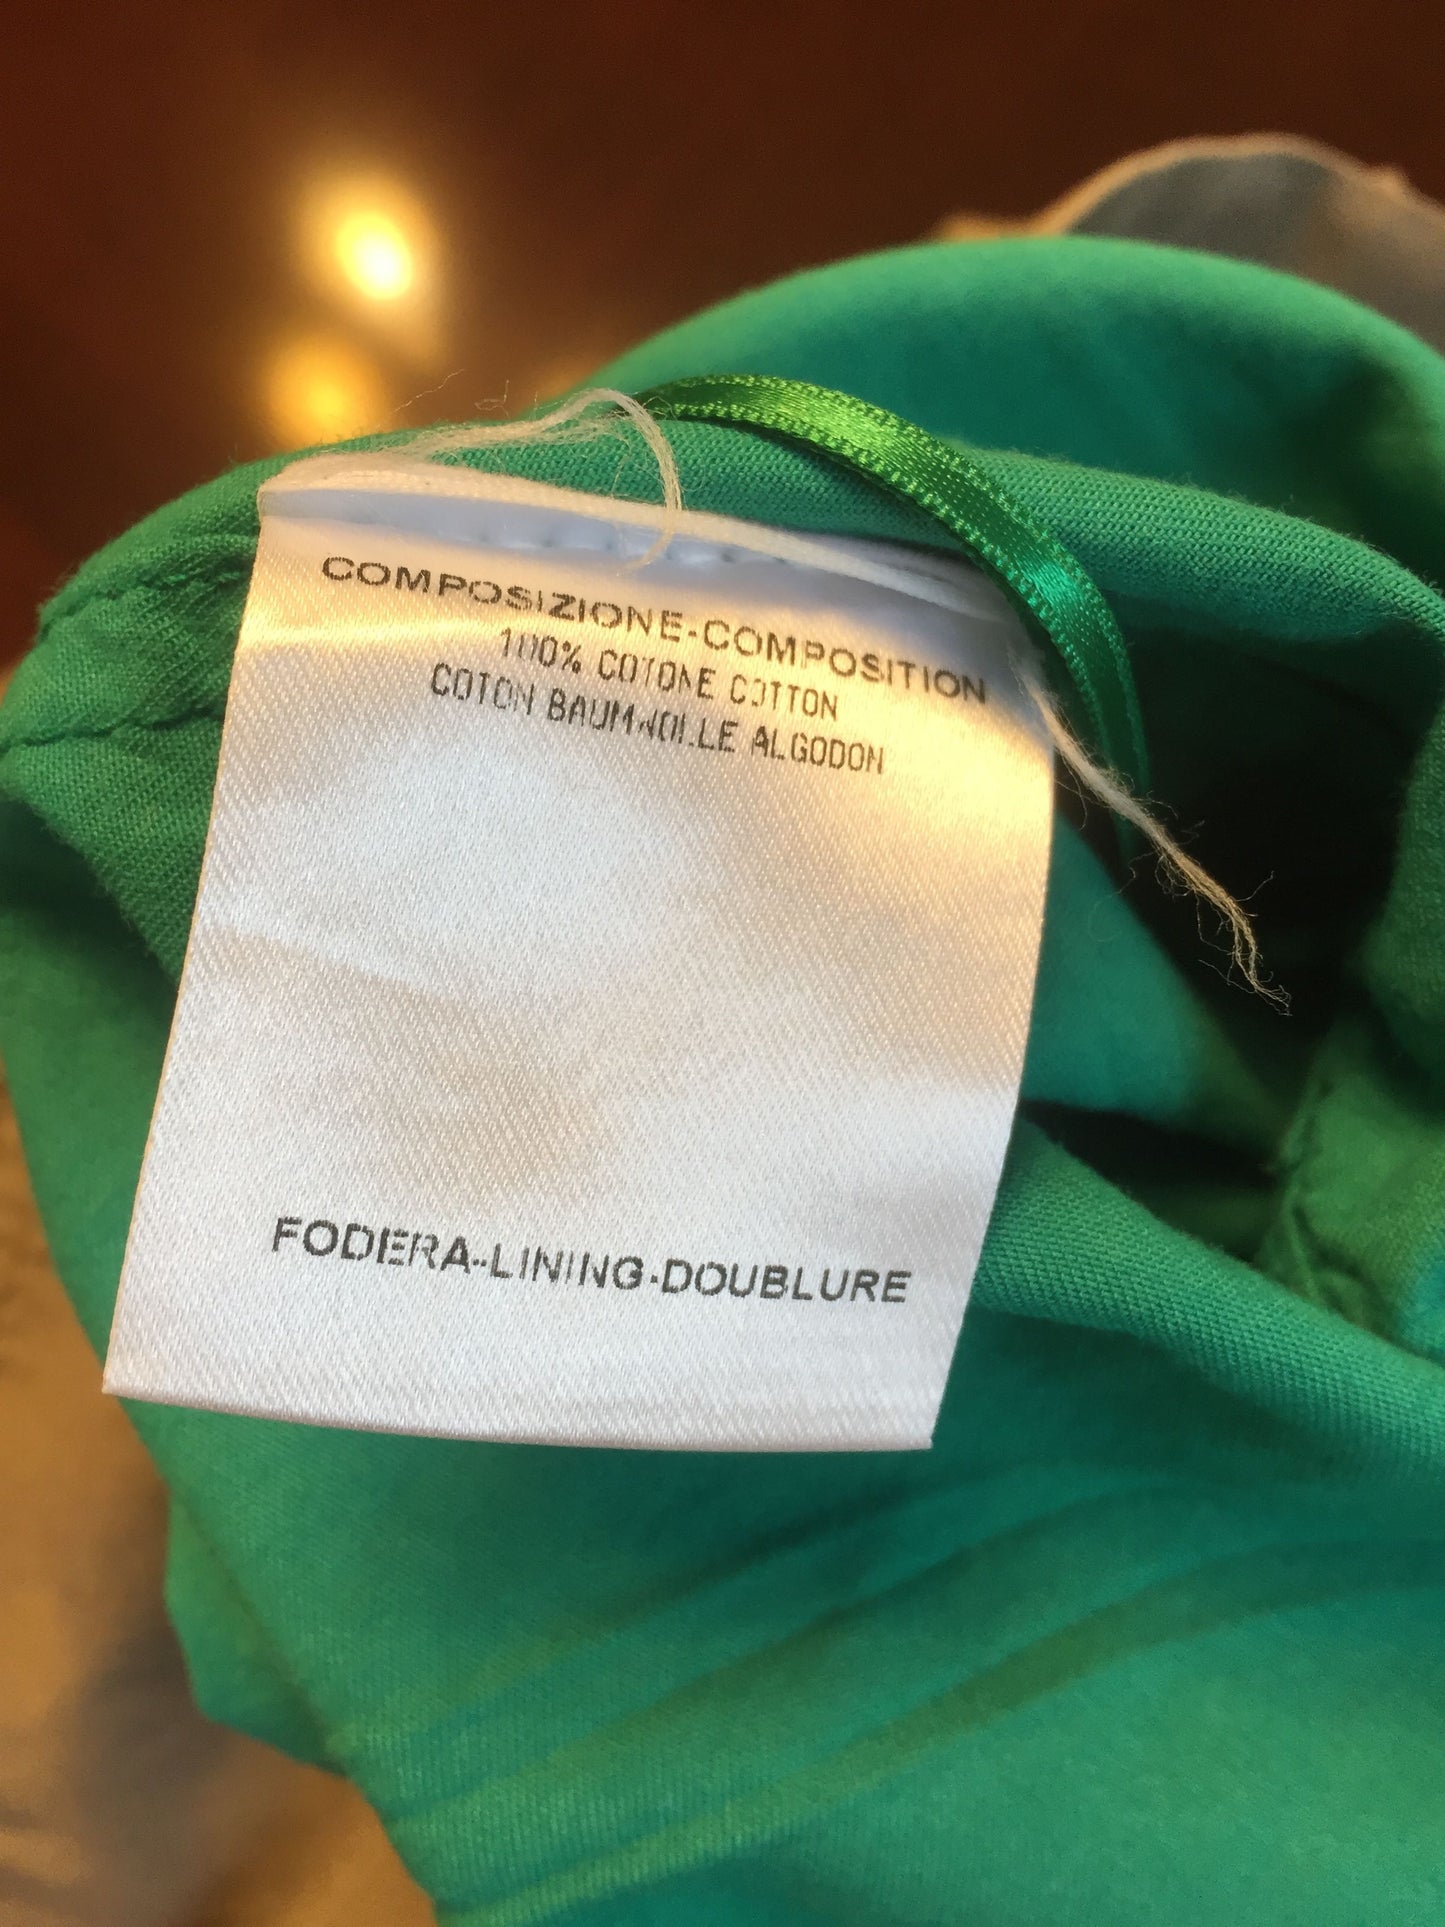 COMPOSIZIONE-COMPOSITION
100% COTONE COTTON
COTON BAUMWOLLE ALGODON
FODERA-LINING-DOUBLURE